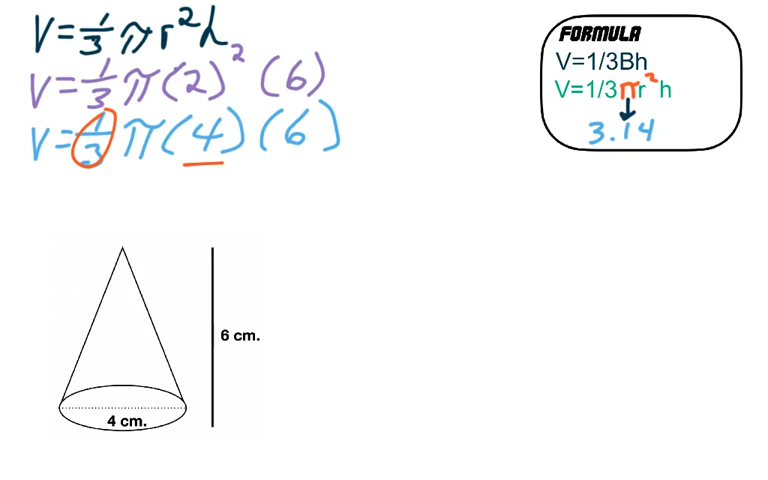 V=1/3πr²h
V=1/3π(2)²(6)
V=1/3π(4)(6)
FORMULA
V=1/3Bh
V=1/3πr²h
3.14
6 cm.
4 cm.